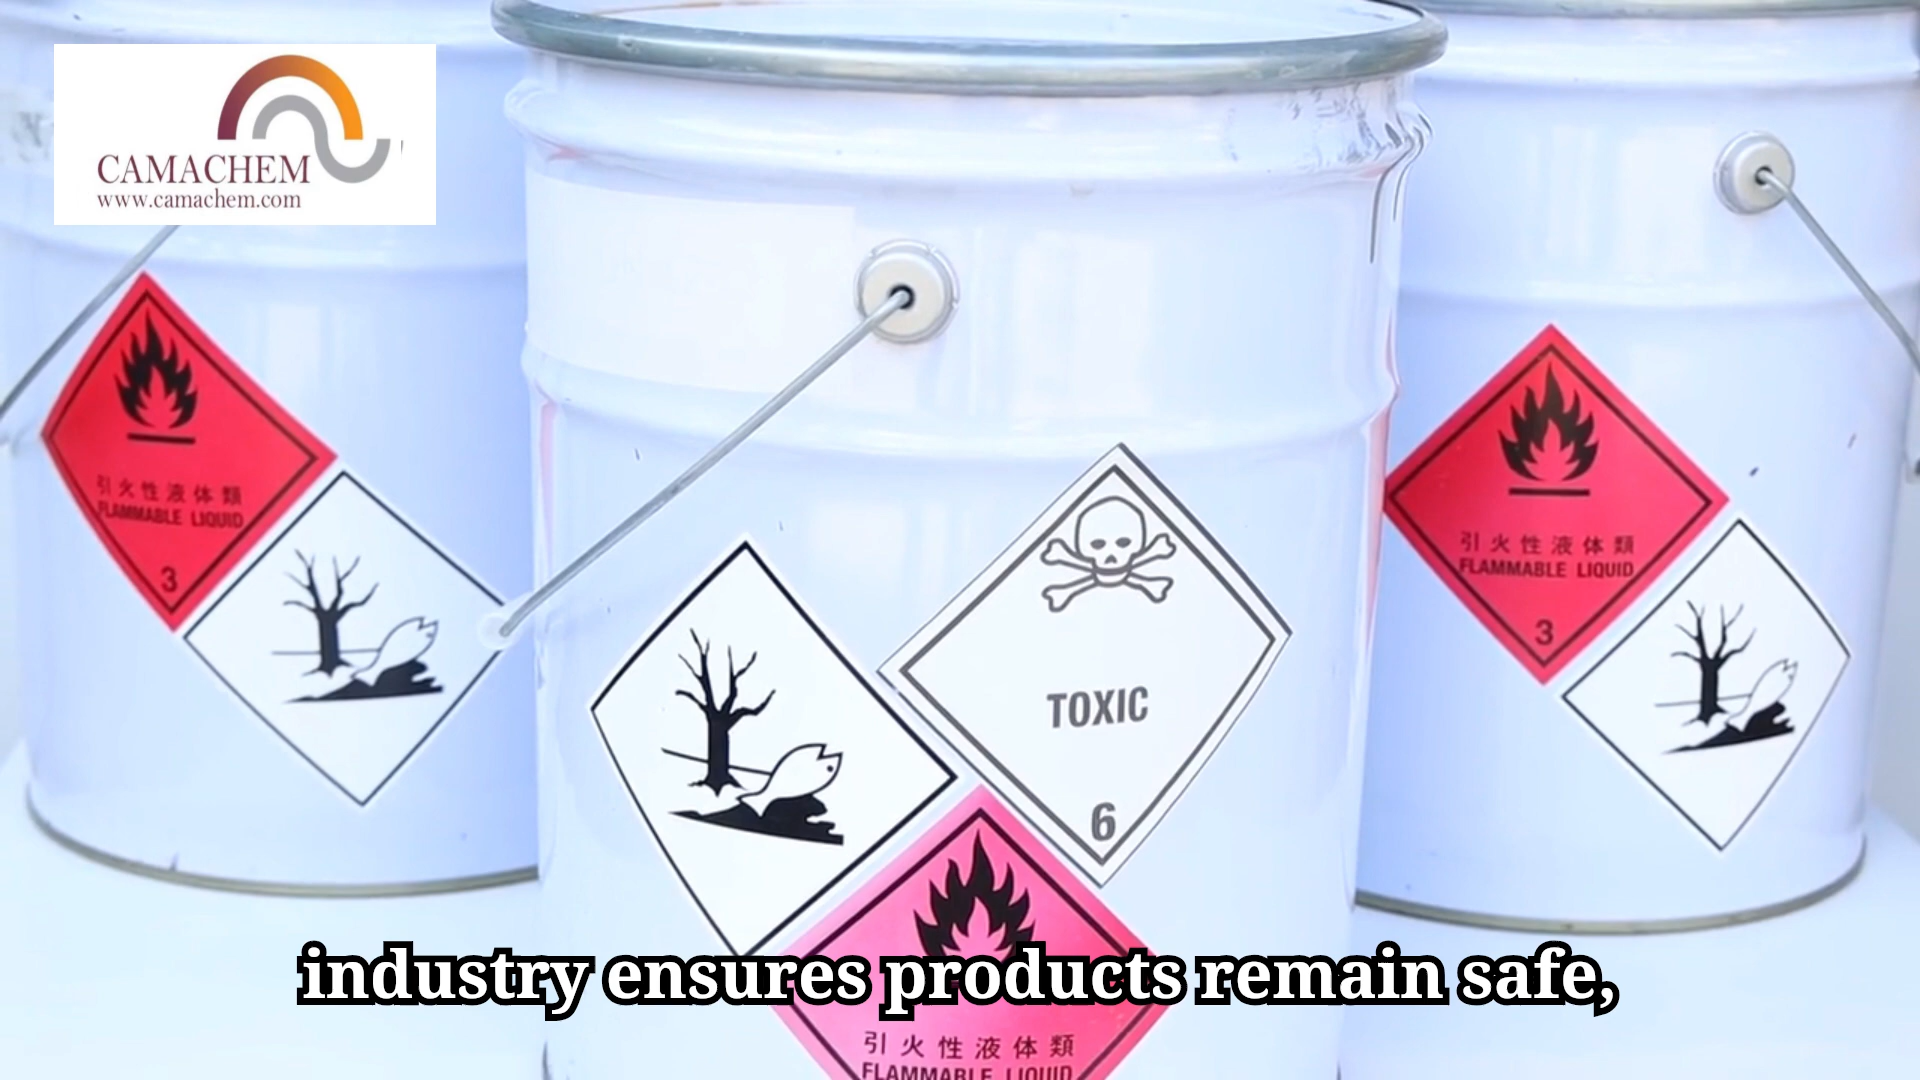 CAMACHEM
www.camachem.com
引火性液体類
FLAMMABLE LIQUID
3
TOXIC
6
引火性液体類
FLAMMABLE LIQUID
3
industry ensures products remain safe,
引火性液体類
FLAMMABLE LIQUID